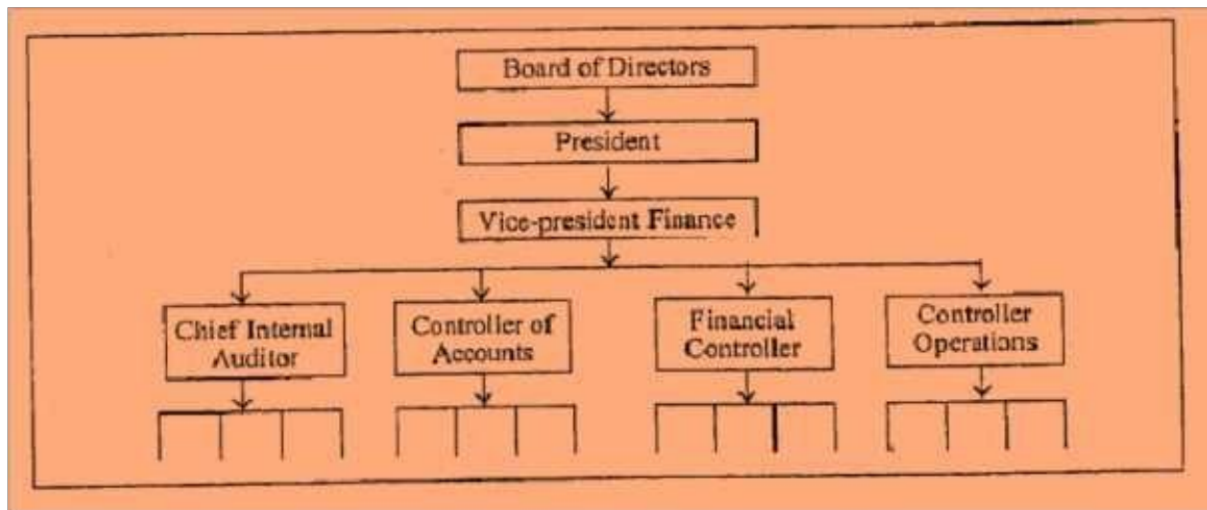 Board of Directors
President
Vice-president Finance
Chief Internal
Auditor
Controller of
Accounts
Financial
Controller
Controller
Operations